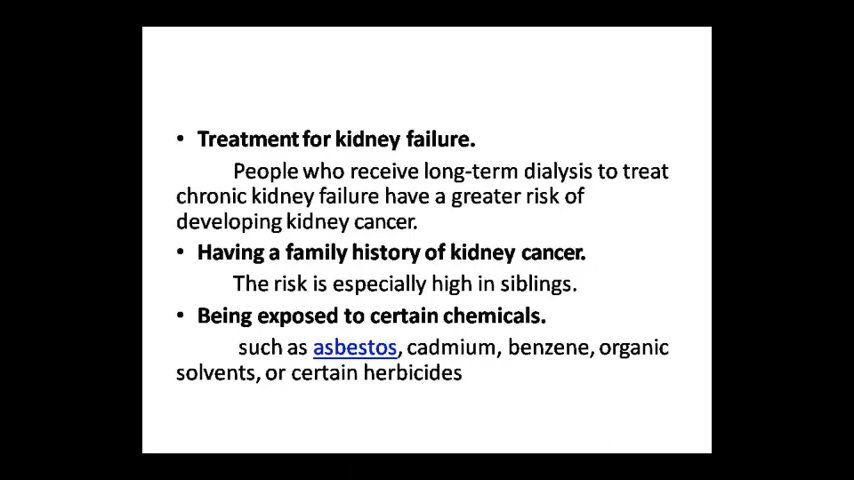 • Treatment for kidney failure.
People who receive long-term dialysis to treat
chronic kidney failure have a greater risk of
developing kidney cancer.
• Having a family history of kidney cancer.
The risk is especially high in siblings.
• Being exposed to certain chemicals.
such as asbestos, cadmium, benzene, organic
solvents, or certain herbicides